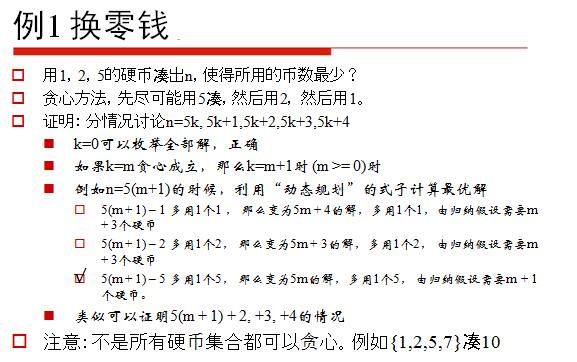 例1 换零钱
用1, 2, 5的硬币凑出n, 使得所用的币数最少？
贪心方法, 先尽可能用5凑, 然后用2, 然后用1。
证明: 分情况讨论n=5k, 5k+1,5k+2,5k+3,5k+4
k=0可以枚举全部解, 正确
如果k=m贪心成立, 那么k=m+1时 (m >= 0)时
例如n=5(m+1)的时候, 利用“动态规划”的式子计算最优解
5(m + 1) – 1 多用1个1, 那么变为5m + 4的解, 多用1个1, 由归纳假设需要m
+ 3个硬币
5(m + 1) – 2 多用1个2, 那么变为5m + 3的解, 多用1个2, 由归纳假设需要m
+ 3个硬币
5(m + 1) – 5 多用1个5, 那么变为5m的解, 多用1个5, 由归纳假设需要m + 1
个硬币。
类似可以证明5(m + 1) + 2, +3, +4的情况
注意: 不是所有硬币集合都可以贪心。例如{1,2,5,7}凑10